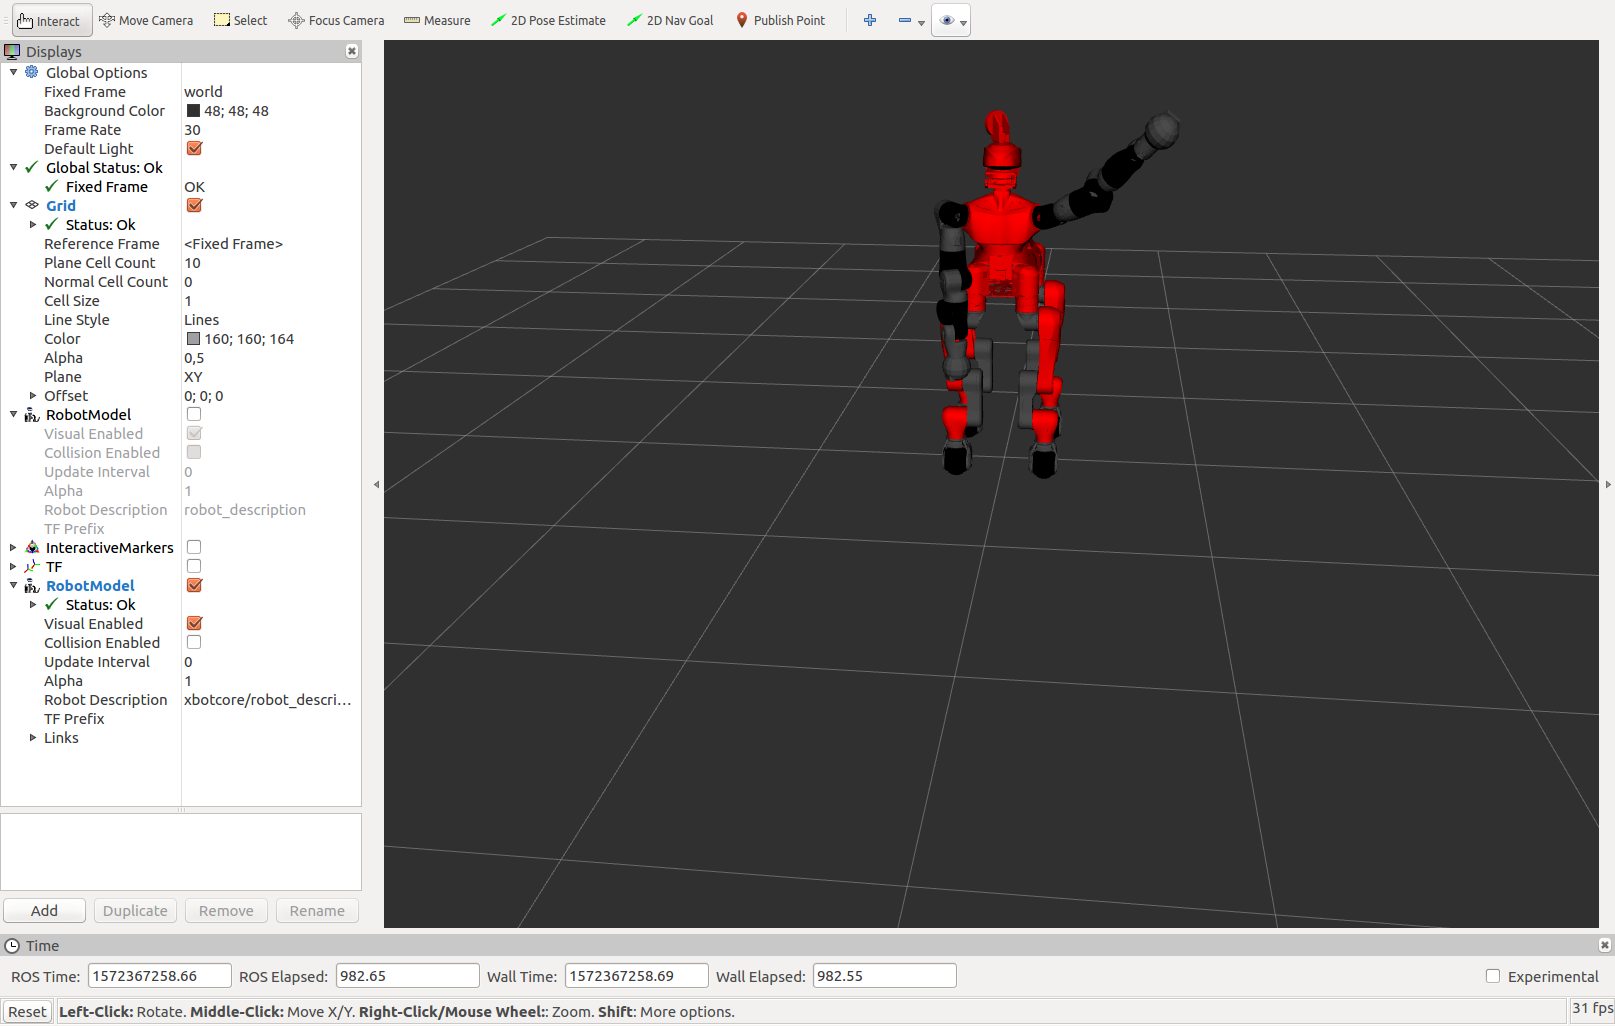 Interact Move Camera Select Focus Camera Measure 2D Pose Estimate 2D Nav Goal Publish Point
Displays
Global Options
Fixed Frame world
Background Color 48; 48; 48
Frame Rate 30
Default Light
Global Status: Ok
Fixed Frame OK
Grid
Status: Ok
Reference Frame <Fixed Frame>
Plane Cell Count 10
Normal Cell Count 0
Cell Size 1
Line Style Lines
Color 160; 160; 164
Alpha 0,5
Plane XY
Offset 0; 0; 0
RobotModel
Visual Enabled
Collision Enabled
Update Interval 0
Alpha 1
Robot Description robot_description
TF Prefix
InteractiveMarkers
TF
RobotModel
Status: Ok
Visual Enabled
Collision Enabled
Update Interval 0
Alpha 1
Robot Description xbotcore/robot_descri...
TF Prefix
Links
Add Duplicate Remove Rename
Time
ROS Time: 1572367258.66 ROS Elapsed: 982.65 Wall Time: 1572367258.69 Wall Elapsed: 982.55 Experimental
Reset Left-Click: Rotate. Middle-Click: Move X/Y. Right-Click/Mouse Wheel:: Zoom. Shift: More options. 31 fps